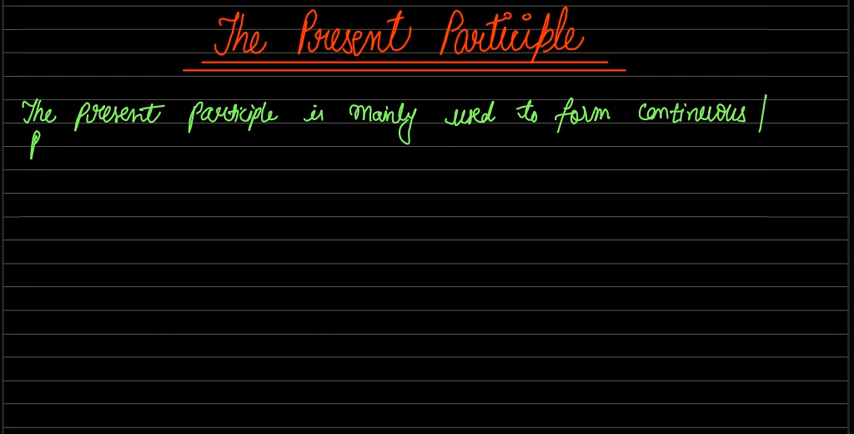 The Present Participle
The present participle is mainly used to form continuous /
p